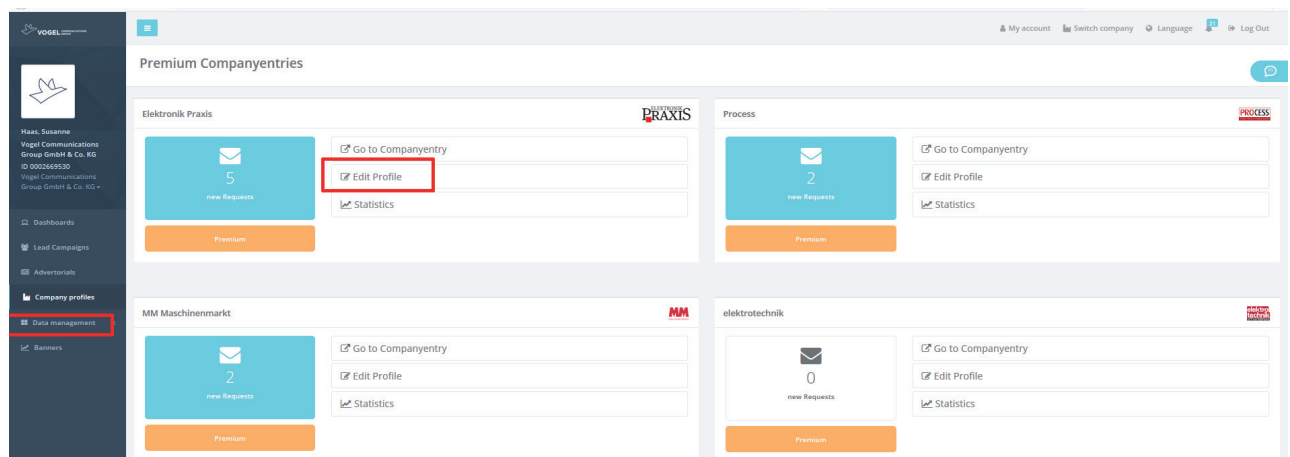 VOGEL COMMUNICATIONS GROUP
My account Switch company Language 21 Log Out
Premium Companyentries
Haas, Susanne
Vogel Communications
Group GmbH & Co. KG
ID 0002669530
Vogel Communications
Group GmbH & Co. KG
Dashboards
Lead Campaigns
Advertorials
Company profiles
Data management
Banners
Elektronik Praxis
ELEKTRONIK
PRAXIS
5
new Requests
Premium
Go to Companyentry
Edit Profile
Statistics
Process
PROCESS
2
new Requests
Premium
Go to Companyentry
Edit Profile
Statistics
MM Maschinenmarkt
MM
2
new Requests
Premium
Go to Companyentry
Edit Profile
Statistics
elektrotechnik
elektro
technik
0
new Requests
Premium
Go to Companyentry
Edit Profile
Statistics